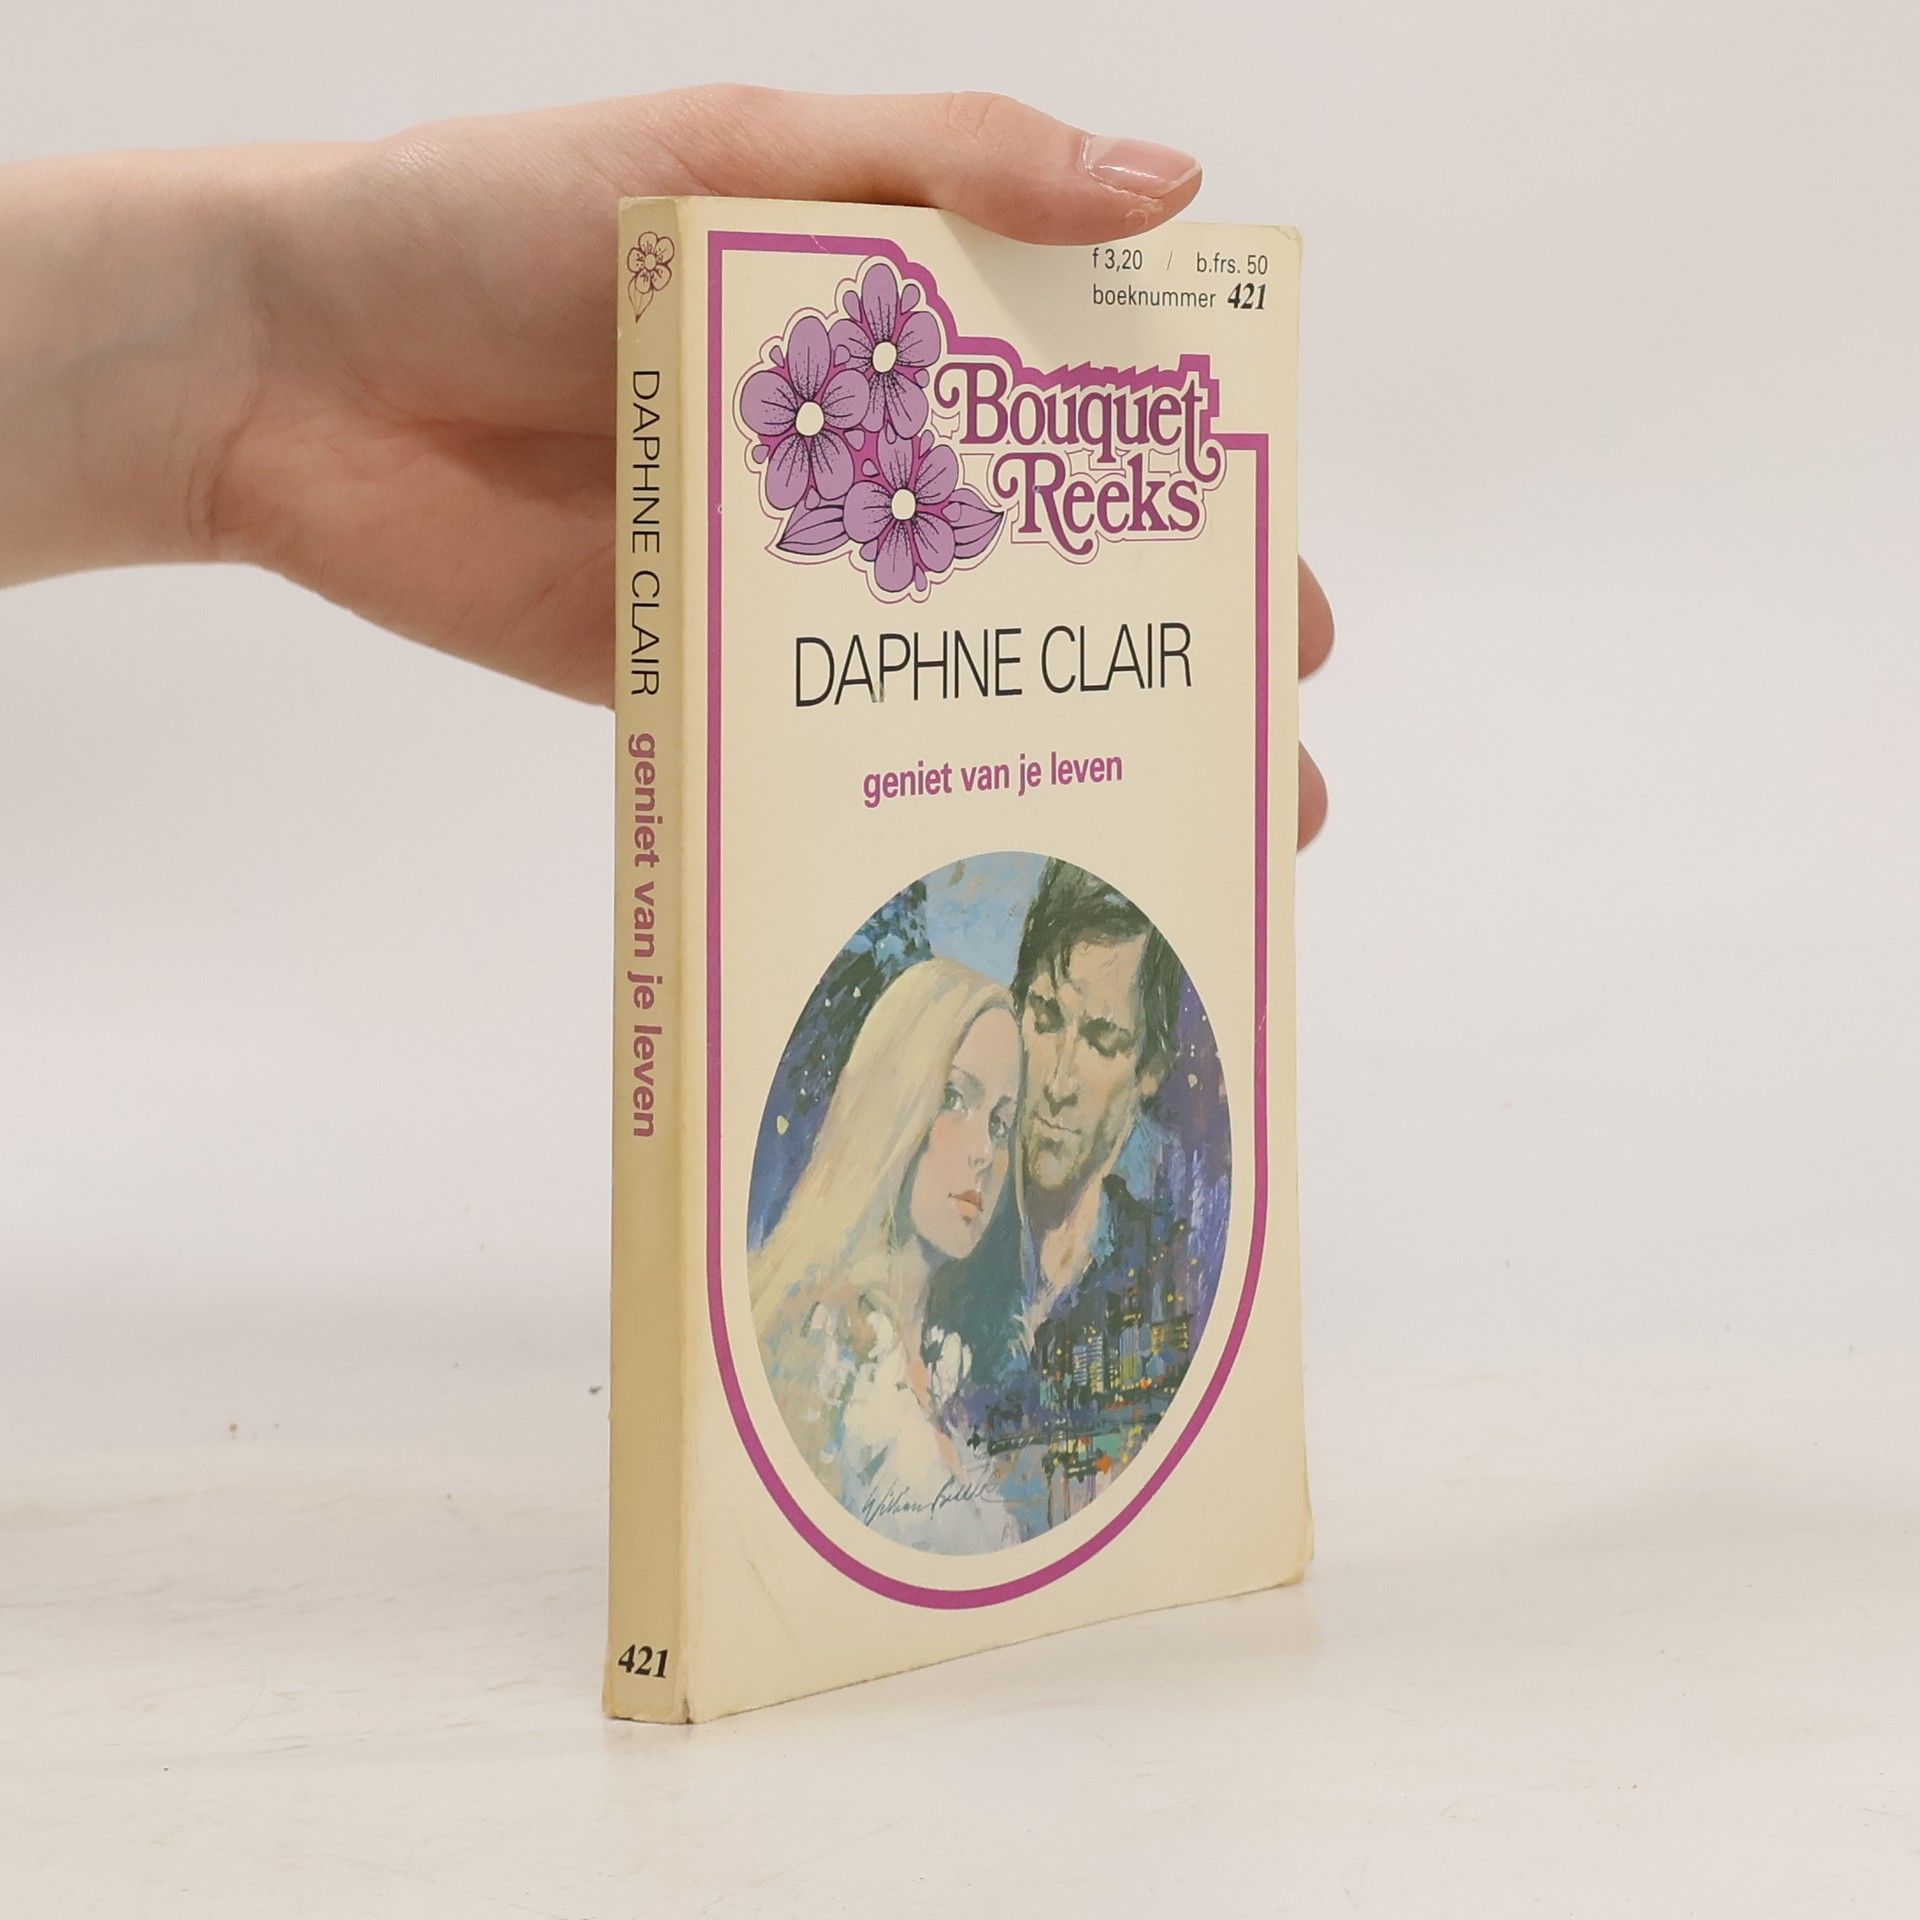 f 3,20 / b.frs. 50
boeknummer 421
Bouquet
Reeks
DAPHNE CLAIR
geniet van je leven
William
DAPHNE CLAIR geniet van je leven
421